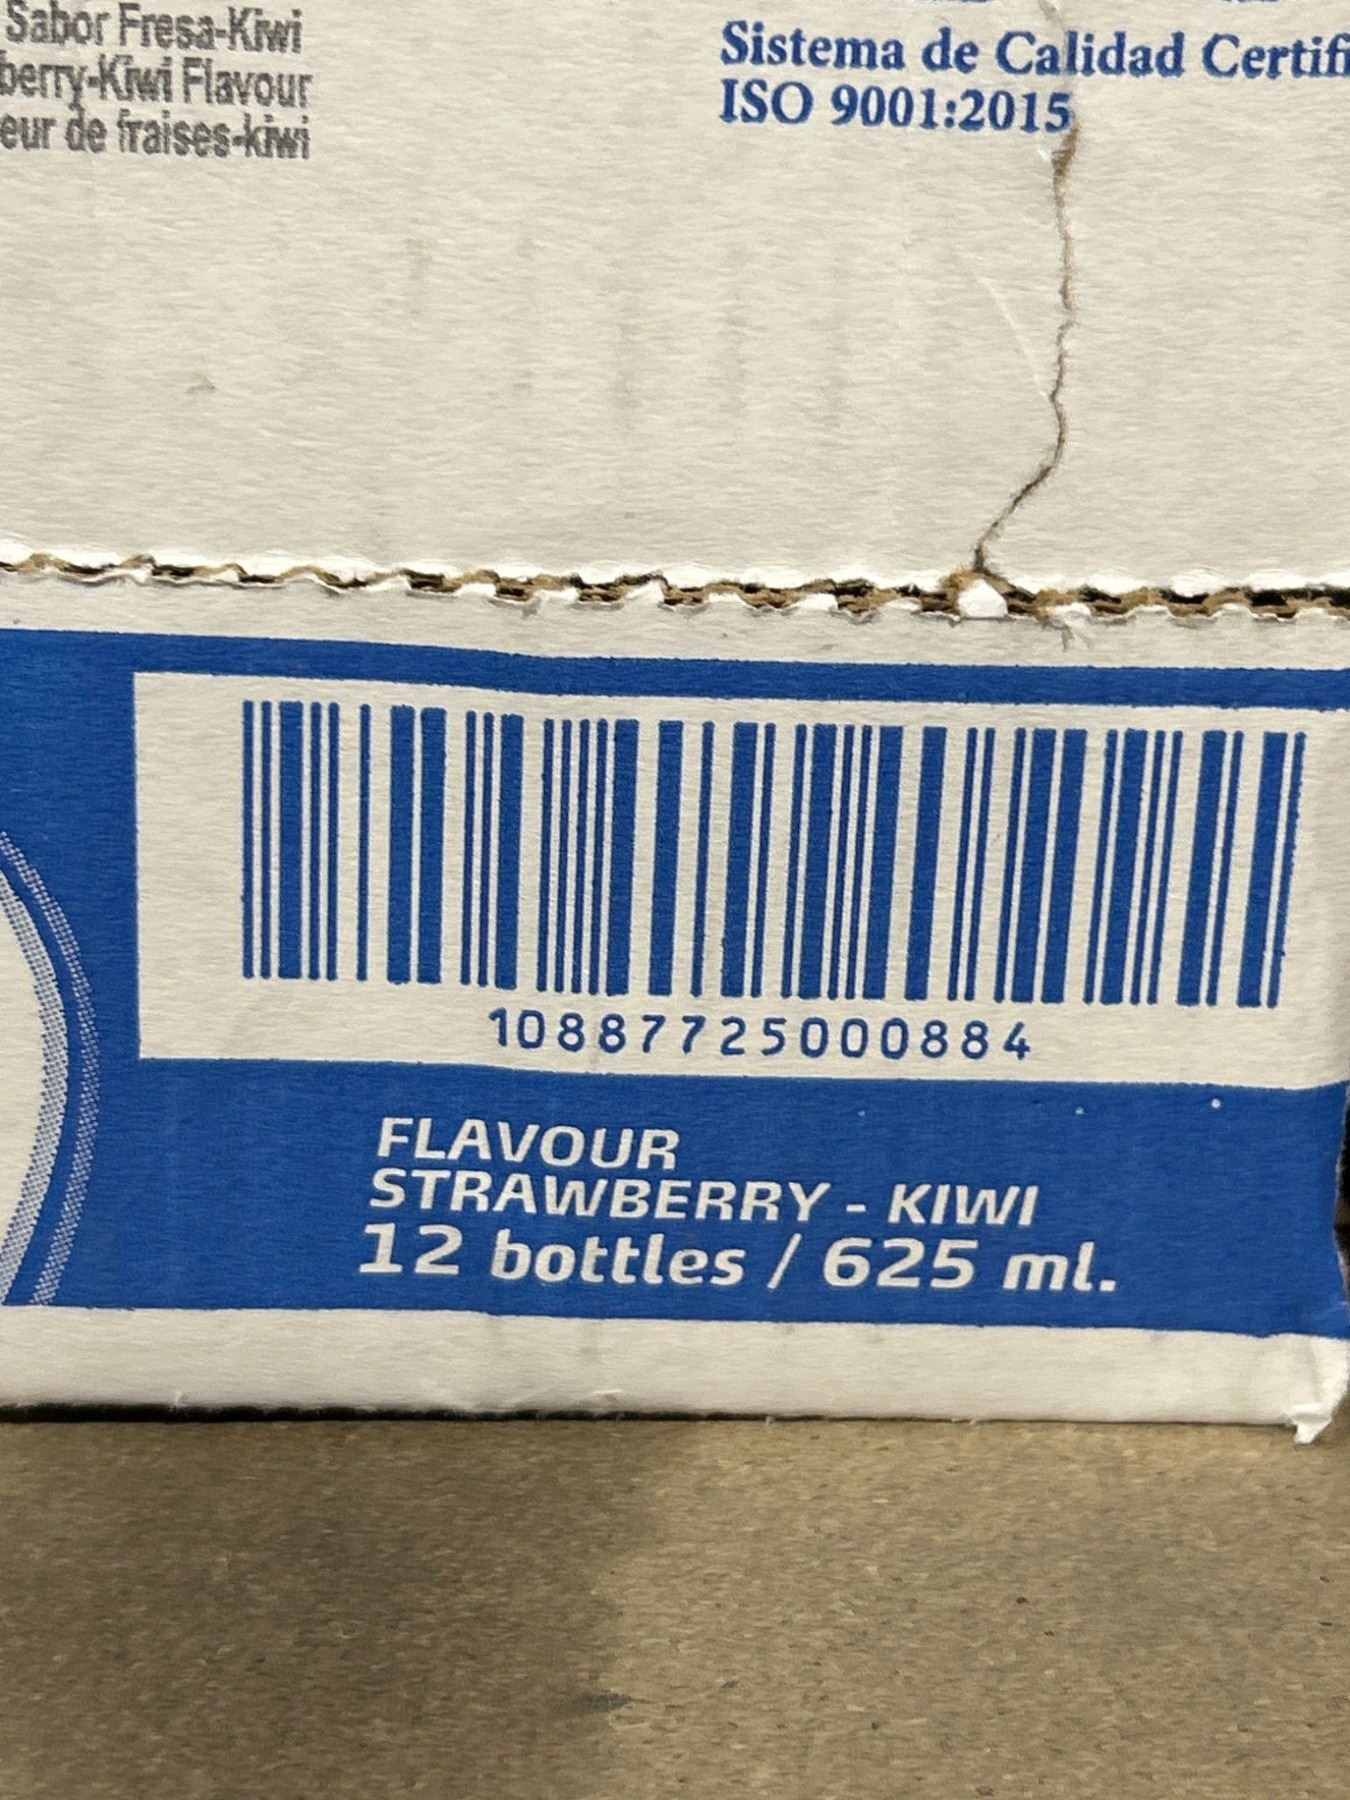 Sabor Fresa-Kiwi
berry-Kiwi Flavour
eur de fraises-kiwi
Sistema de Calidad Certifi
ISO 9001:2015
10887725000884
FLAVOUR
STRAWBERRY - KIWI
12 bottles / 625 ml.